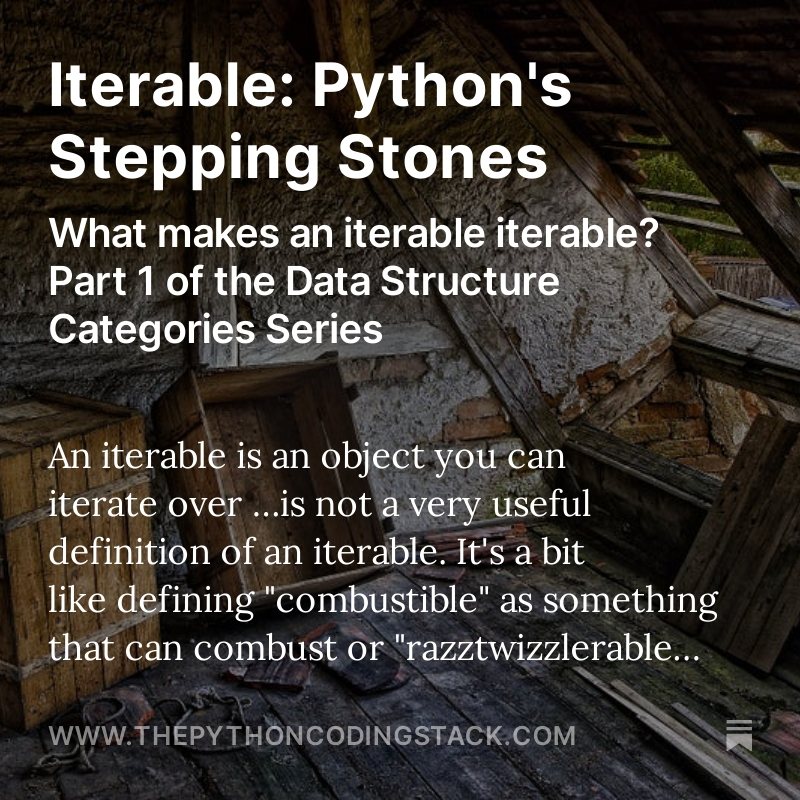 Iterable: Python's
Stepping Stones
What makes an iterable iterable?
Part 1 of the Data Structure
Categories Series
An iterable is an object you can
iterate over …is not a very useful
definition of an iterable. It's a bit
like defining "combustible" as something
that can combust or "razztwizzlerable…
WWW.THEPYTHONCODINGSTACK.COM